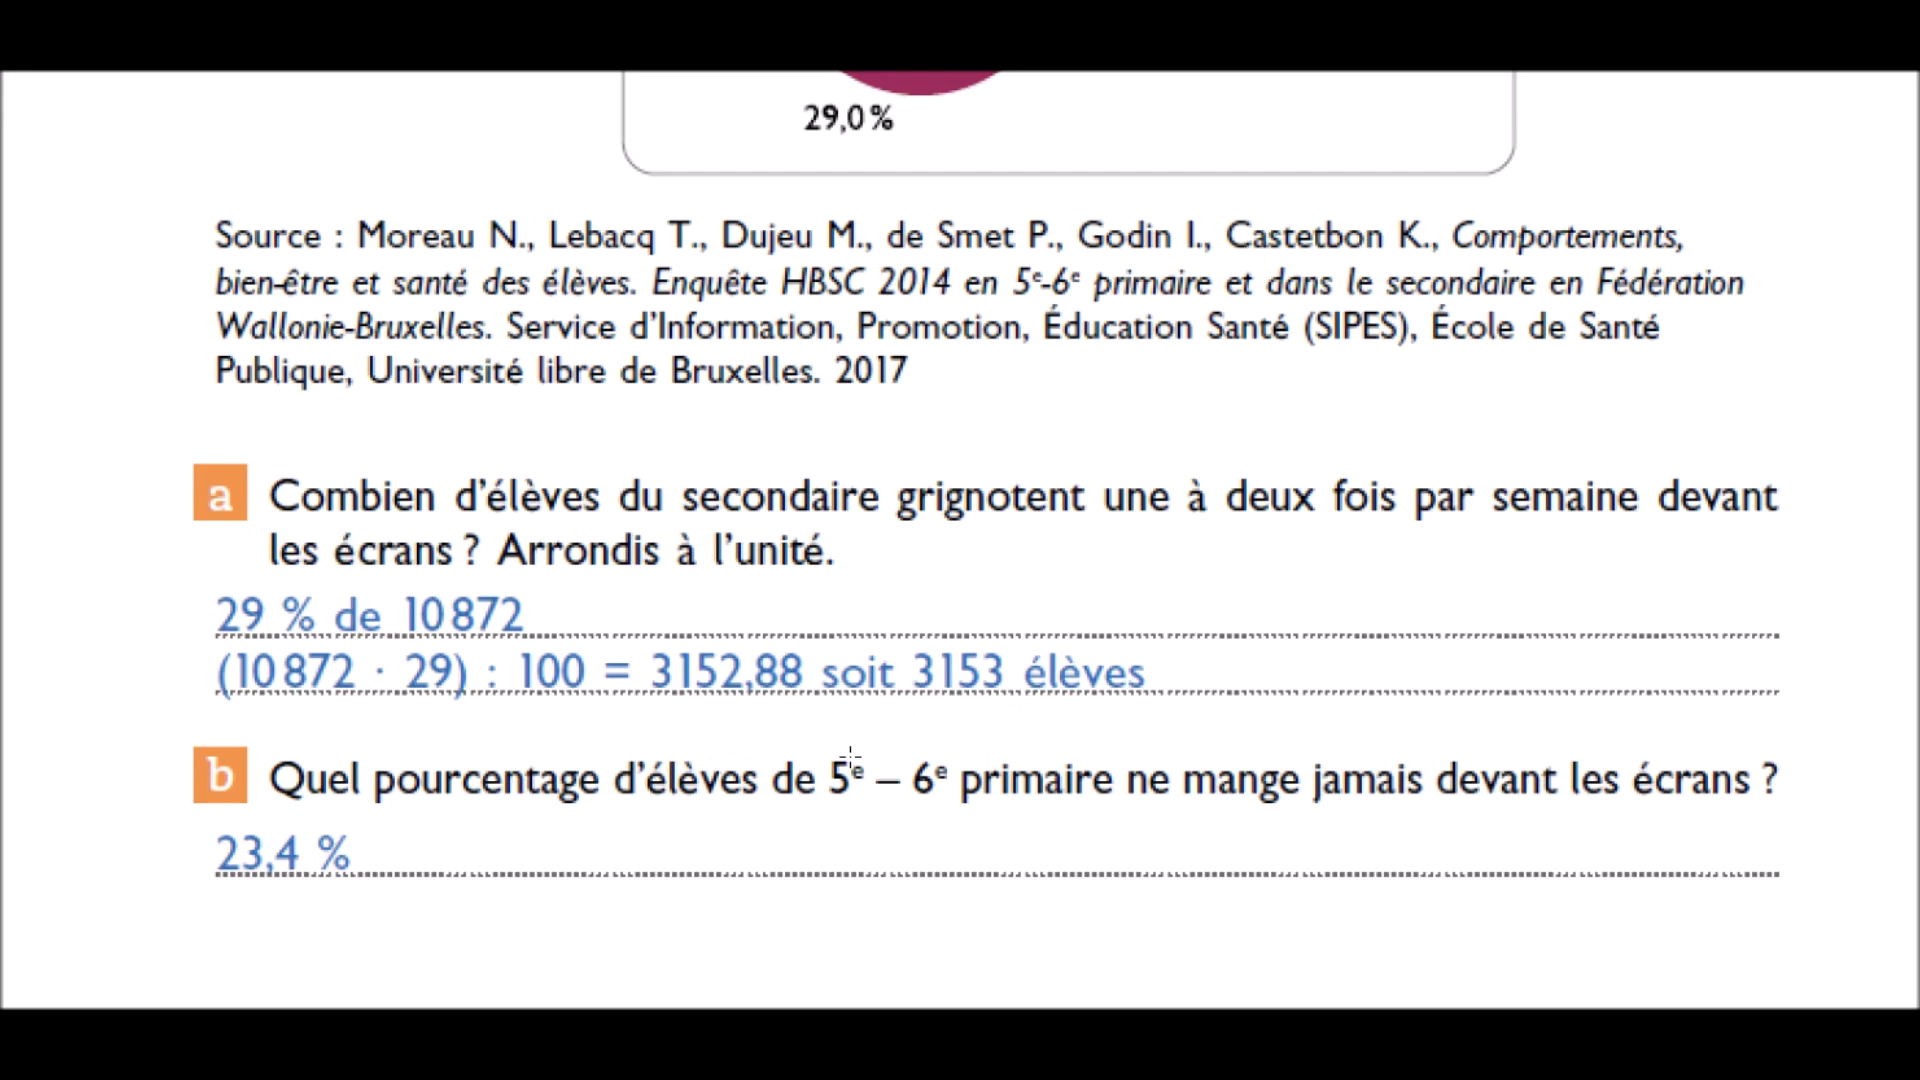 29,0 %
Source : Moreau N., Lebacq T., Dujeu M., de Smet P., Godin I., Castetbon K., Comportements,
bien-être et santé des élèves. Enquête HBSC 2014 en 5e-6e primaire et dans le secondaire en Fédération
Wallonie-Bruxelles. Service d’Information, Promotion, Éducation Santé (SIPES), École de Santé
Publique, Université libre de Bruxelles. 2017
a Combien d’élèves du secondaire grignotent une à deux fois par semaine devant
les écrans ? Arrondis à l’unité.
29 % de 10 872
(10 872 · 29) : 100 = 3152,88 soit 3153 élèves
b Quel pourcentage d’élèves de 5e – 6e primaire ne mange jamais devant les écrans ?
23,4 %